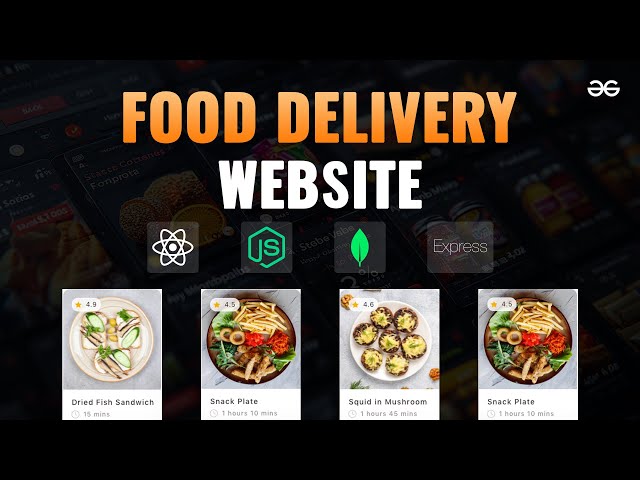 FOOD DELIVERY
WEBSITE
JS
Express
4.9
4.5
4.6
4.5
Dried Fish Sandwich
15 mins
Snack Plate
1 hours 10 mins
Squid in Mushroom
1 hours 45 mins
Snack Plate
1 hours 10 mins